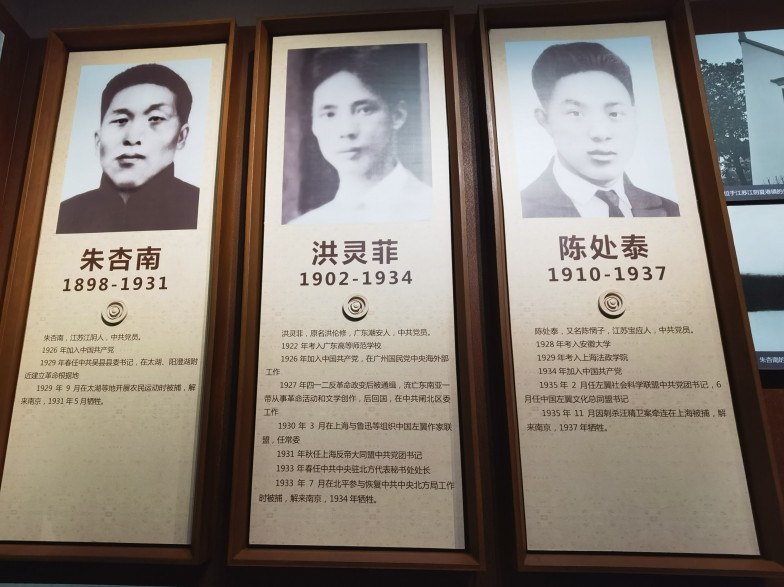 朱杏南
1898-1931
朱杏南，江苏江阴人，中共党员。
1926 年加入中国共产党
1929 年春任中共吴县县委书记，在太湖、阳澄湖附
近建立革命根据地
1929 年 9 月在太湖等地开展农民运动时被捕，解
来南京，1931 年 5 月牺牲。
洪灵菲
1902-1934
洪灵菲，原名洪伦修，广东潮安人，中共党员。
1922 年考入广东高等师范学校
1926 年加入中国共产党，在广州国民党中央海外部
工作
1927 年四一二反革命政变后被通缉，流亡东南亚一
带从事革命活动和文学创作，后回国，在中共闸北区委
工作
1930 年 3 月在上海与鲁迅等组织中国左翼作家联
盟，任常委
1931 年秋任上海反帝大同盟中共党团书记
1933 年春任中共中央驻北方代表秘书处处长
1933 年 7 月在北平参与恢复中共中央北方局工作
时被捕，解来南京，1934 年牺牲。
陈处泰
1910-1937
陈处泰，又名陈惘子，江苏宝应人，中共党员。
1928 年考入安徽大学
1929 年考入上海法政学院
1934 年加入中国共产党
1935 年 2 月任左翼社会科学联盟中共党团书记，6
月任中国左翼文化总同盟书记
1935 年 11 月因刺杀汪精卫案牵连在上海被捕，解
来南京，1937 年牺牲。
位于江苏江阴夏港镇的
朱杏南的